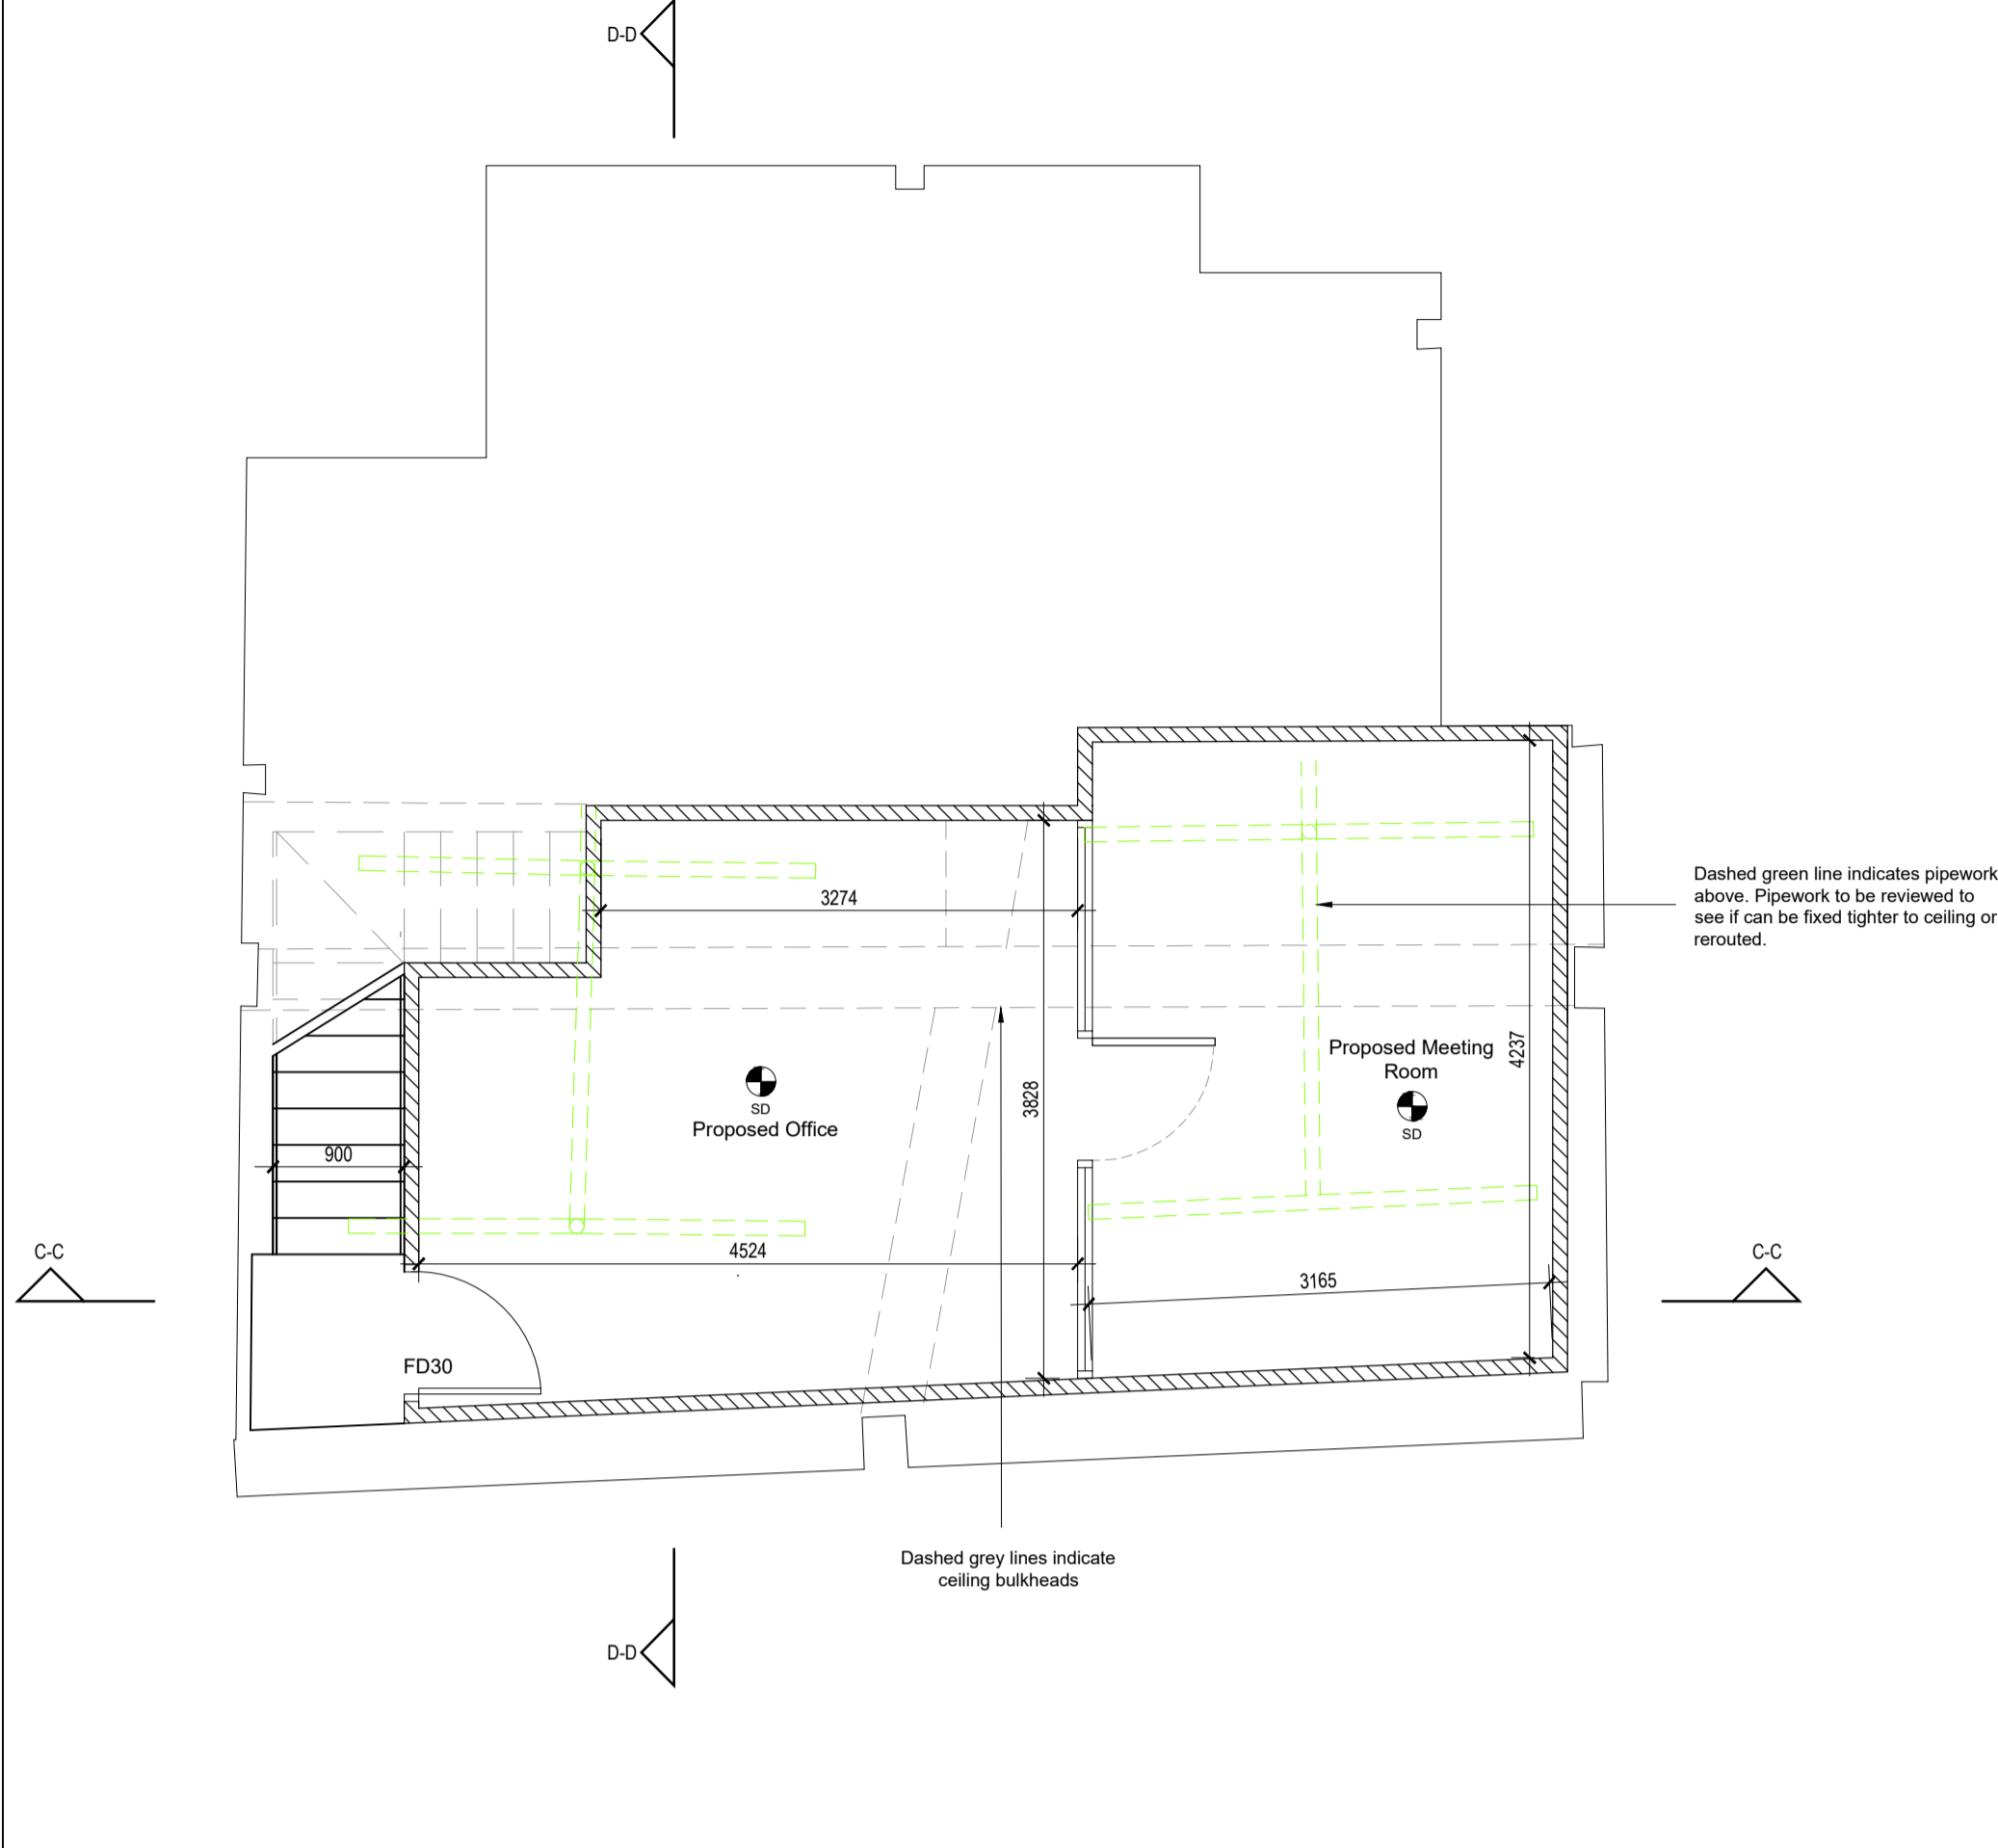 D-D
3274
Dashed green line indicates pipework
above. Pipework to be reviewed to
see if can be fixed tighter to ceiling or
rerouted.
Proposed Meeting
Room
SD
4237
3828
SD
Proposed Office
900
4524
3165
C-C
C-C
FD30
Dashed grey lines indicate
ceiling bulkheads
D-D